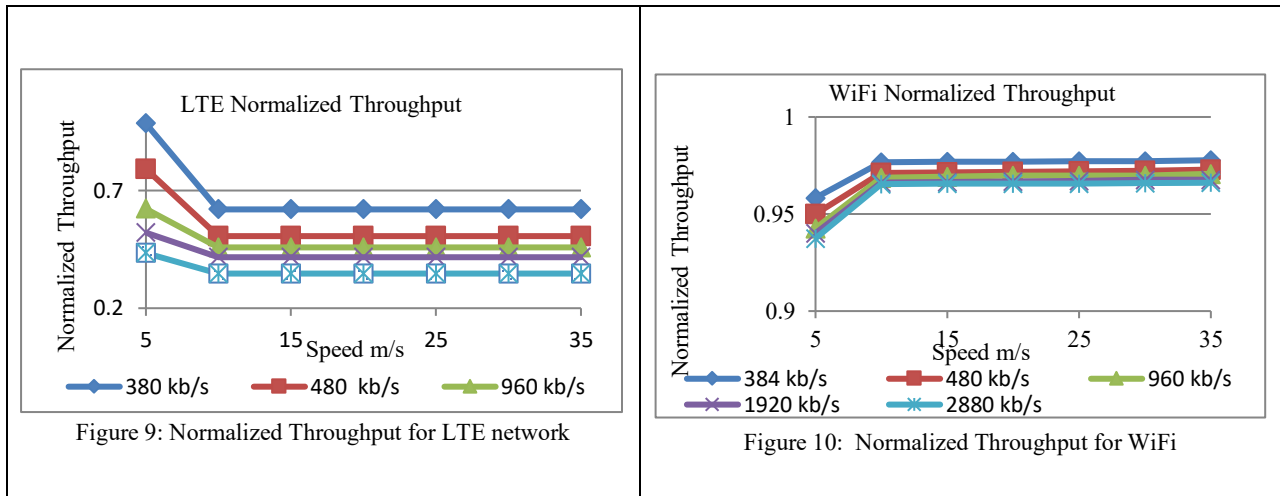 LTE Normalized Throughput
Normalized Throughput
0.7
0.2
5
15
25
35
Speed m/s
380 kb/s
480 kb/s
960 kb/s
Figure 9: Normalized Throughput for LTE network
WiFi Normalized Throughput
Normalized Throughput
1
0.95
0.9
5
15
25
35
Speed m/s
384 kb/s
480 kb/s
960 kb/s
1920 kb/s
2880 kb/s
Figure 10: Normalized Throughput for WiFi